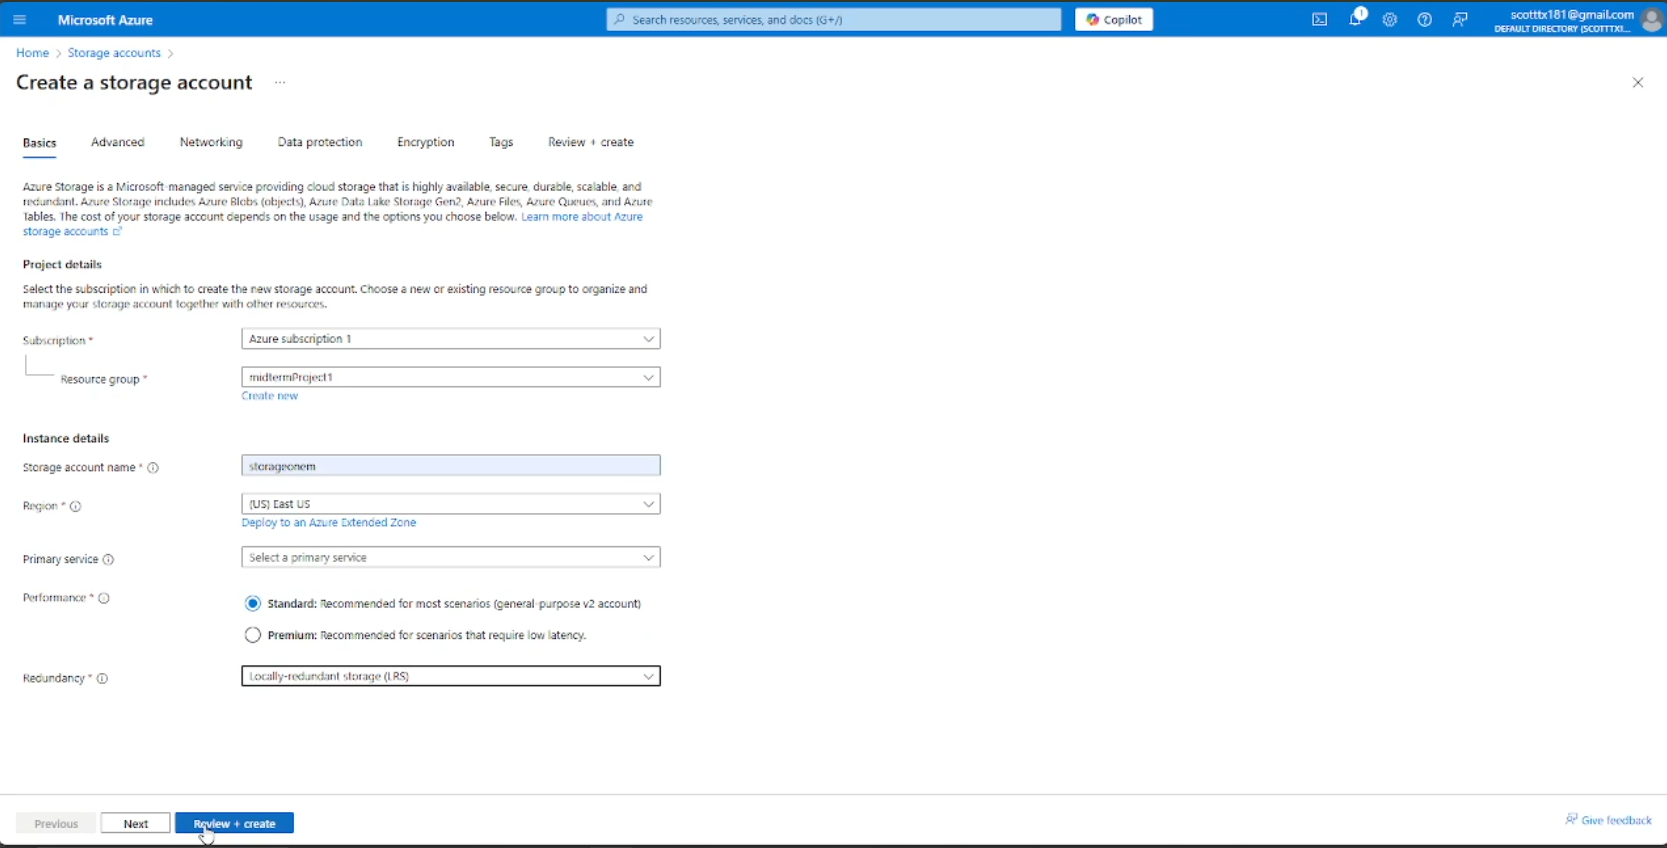 Microsoft Azure
Search resources, services, and docs (G+/)
Copilot
1
scotttx181@gmail.com
DEFAULT DIRECTORY (SCOTTTX1...
Home > Storage accounts >
Create a storage account ...
Basics Advanced Networking Data protection Encryption Tags Review + create
Azure Storage is a Microsoft-managed service providing cloud storage that is highly available, secure, durable, scalable, and
redundant. Azure Storage includes Azure Blobs (objects), Azure Data Lake Storage Gen2, Azure Files, Azure Queues, and Azure
Tables. The cost of your storage account depends on the usage and the options you choose below. Learn more about Azure
storage accounts
Project details
Select the subscription in which to create the new storage account. Choose a new or existing resource group to organize and
manage your storage account together with other resources.
Subscription * Azure subscription 1
Resource group * midtermProject1
Create new
Instance details
Storage account name * storageonem
Region * (US) East US
Deploy to an Azure Extended Zone
Primary service Select a primary service
Performance * Standard: Recommended for most scenarios (general-purpose v2 account)
Premium: Recommended for scenarios that require low latency.
Redundancy * Locally-redundant storage (LRS)
Previous Next Review + create
Give feedback